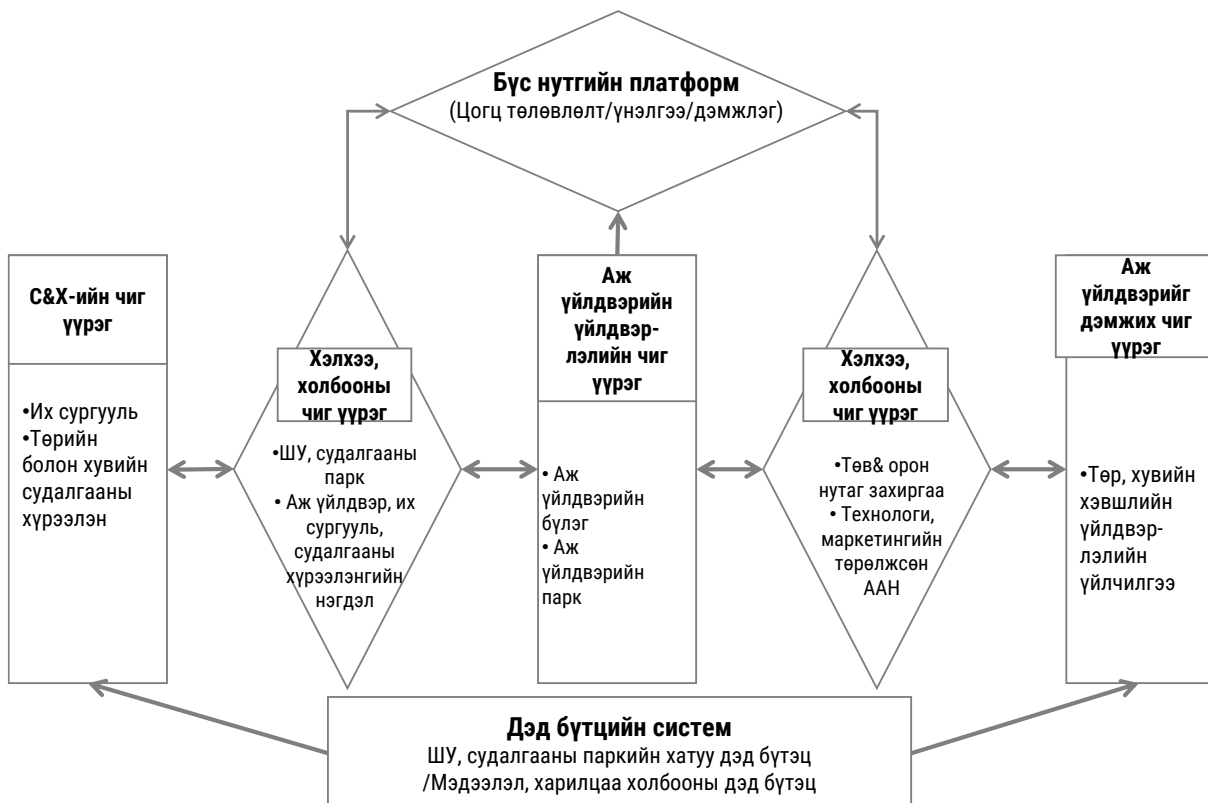 Бүс нутгийн платформ
(Цогц төлөвлөлт/үнэлгээ/дэмжлэг)
С&Х-ийн чиг
үүрэг
•Их сургууль
•Төрийн
болон хувийн
судалгааны
хүрээлэн
Хэлхээ,
холбооны
чиг үүрэг
•ШУ, судалгааны
парк
• Аж үйлдвэр, их
сургууль,
судалгааны
хүрээлэнгийн
нэгдэл
Аж
үйлдвэрийн
үйлдвэр-
лэлийн чиг
үүрэг
• Аж
үйлдвэрийн
бүлэг
• Аж
үйлдвэрийн
парк
Хэлхээ,
холбооны
чиг үүрэг
•Төв& орон
нутаг захиргаа
• Технологи,
маркетингийн
төрөлжсөн
ААН
Аж
үйлдвэрийг
дэмжих чиг
үүрэг
•Төр, хувийн
хэвшлийн
үйлдвэр-
лэлийн
үйлчилгээ
Дэд бүтцийн систем
ШУ, судалгааны паркийн хатуу дэд бүтэц
/Мэдээлэл, харилцаа холбооны дэд бүтэц